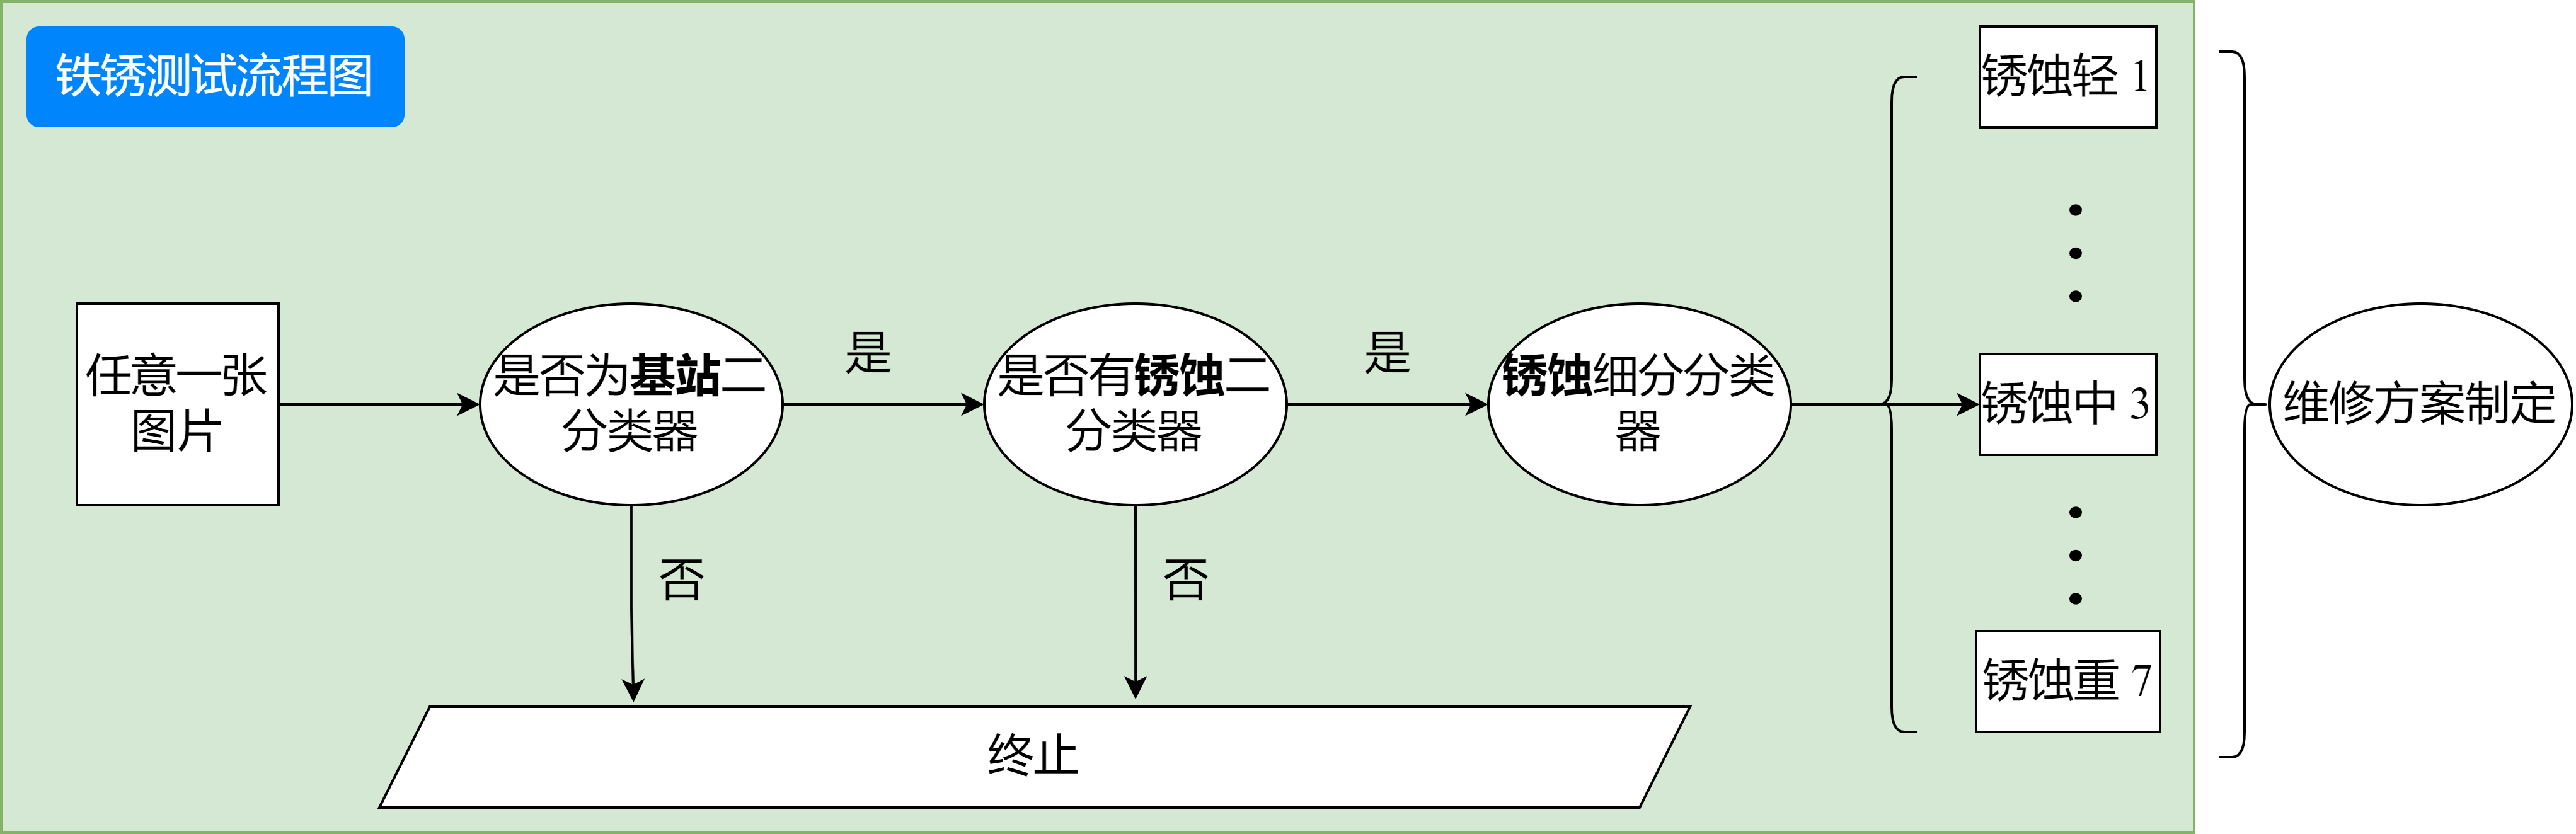 铁锈测试流程图
任意一张
图片
是否为基站二
分类器
是
是否有锈蚀二
分类器
是
锈蚀细分分类
器
锈蚀轻 1
锈蚀中 3
锈蚀重 7
维修方案制定
否
否
终止